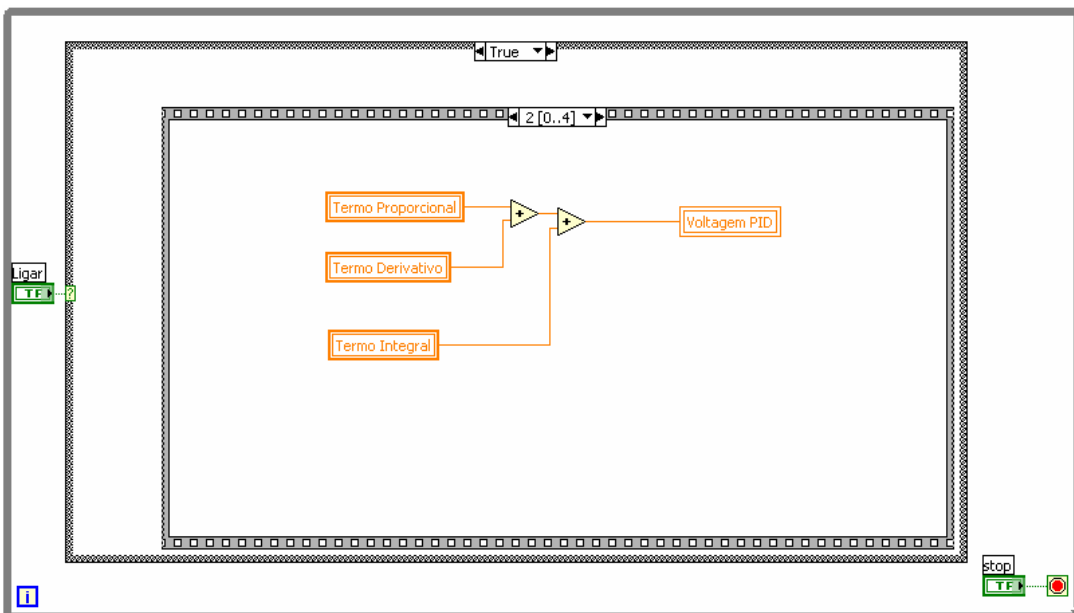 True
2 [0..4]
Termo Proporcional
+
+
Voltagem PID
Termo Derivativo
Ligar
TF
?
Termo Integral
stop
TF
i